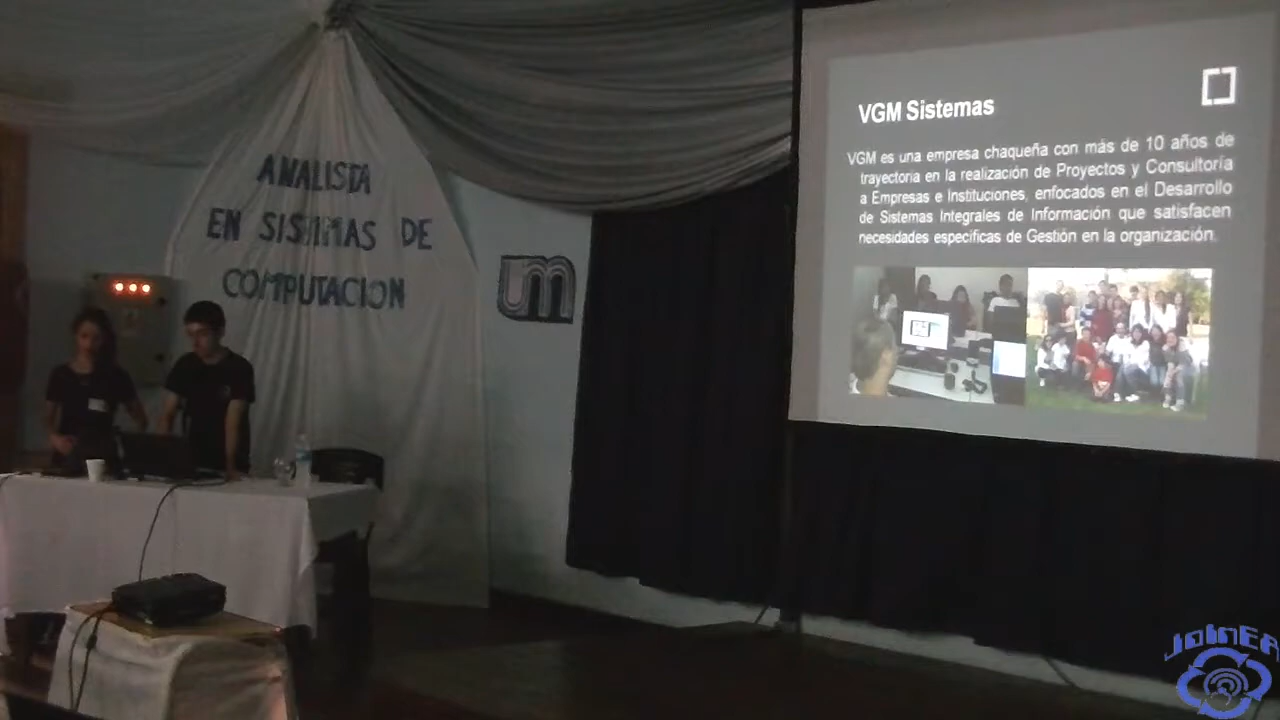 ANALISTA
EN SISTEMAS DE
COMPUTACION
um
VGM Sistemas
VGM es una empresa chaqueña con más de 10 años de
trayectoria en la realización de Proyectos y Consultoría
a Empresas e Instituciones, enfocados en el Desarrollo
de Sistemas Integrales de Información que satisfacen
necesidades específicas de Gestión en la organización.